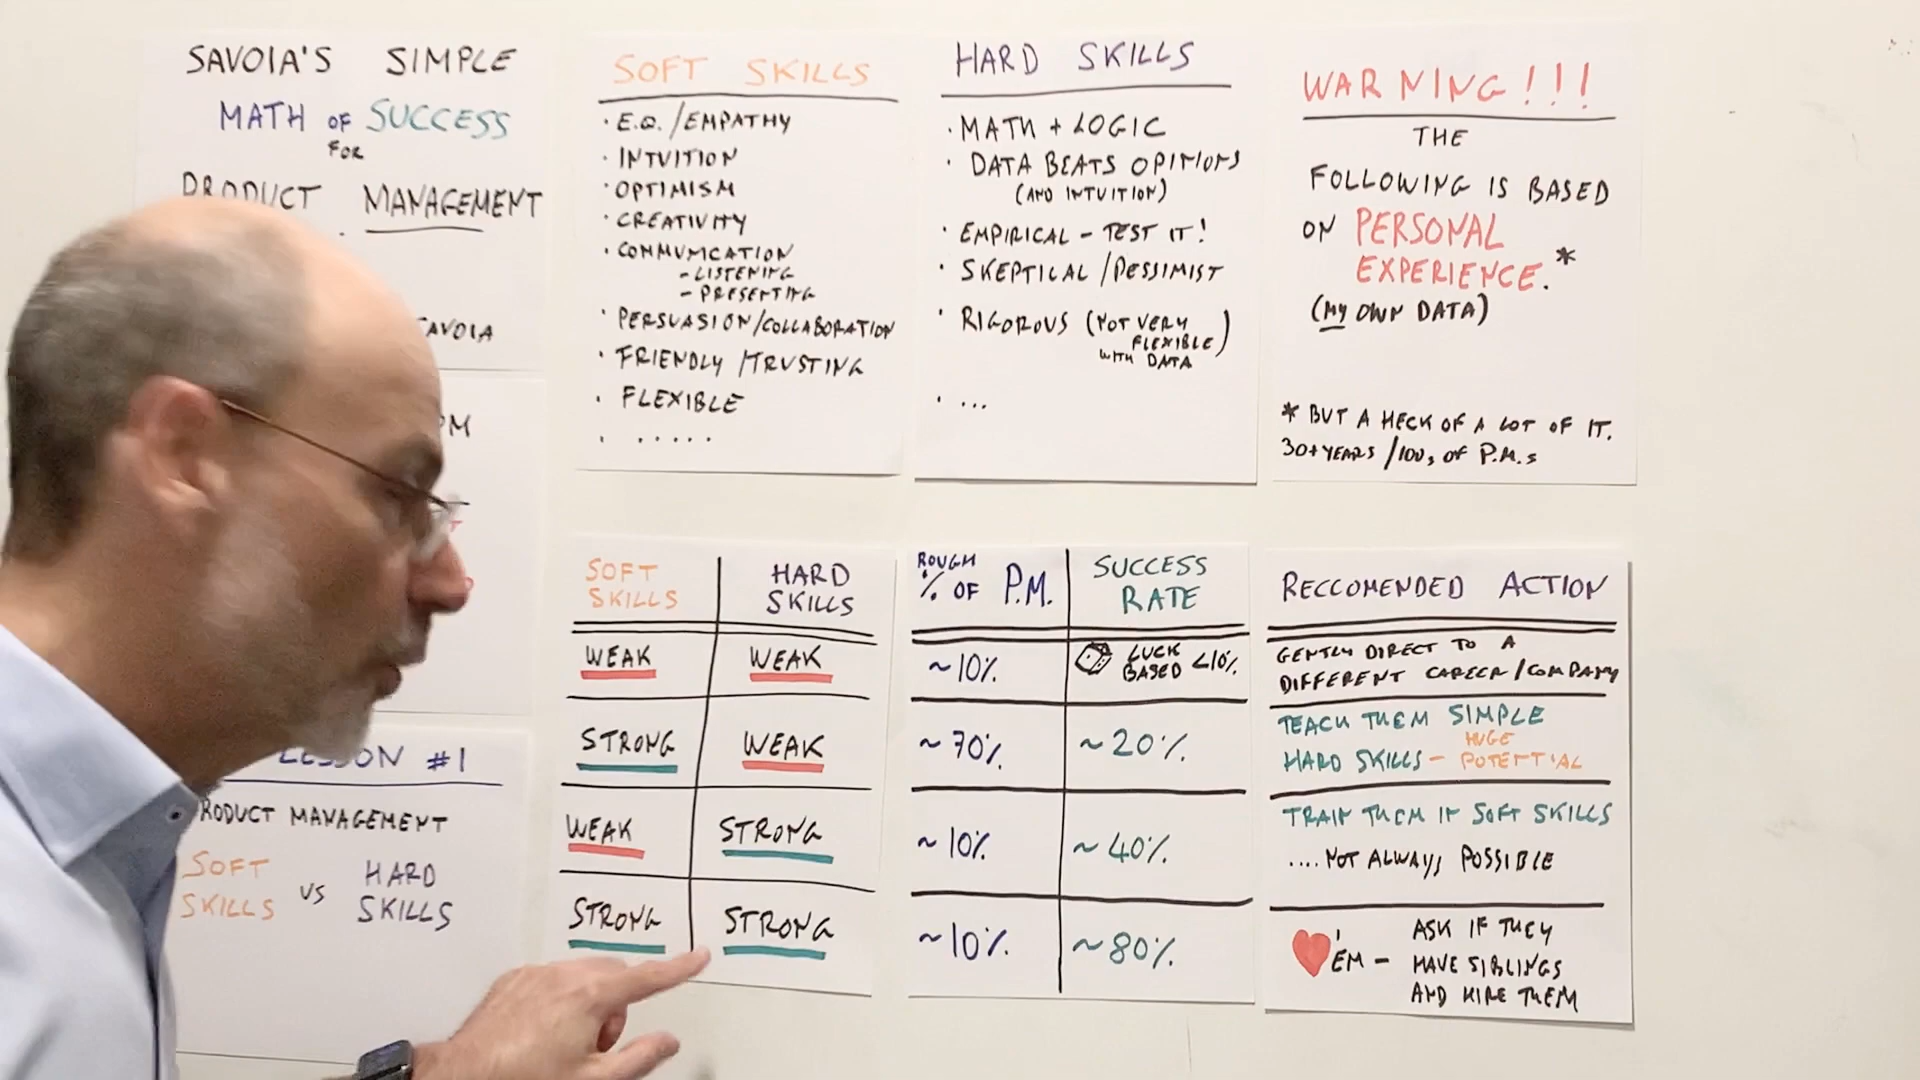 SAVOIA'S SIMPLE
MATH OF SUCCESS
FOR
PRODUCT MANAGEMENT
SAVOIA
LESSON #1
PRODUCT MANAGEMENT
SOFT SKILLS VS HARD SKILLS
SOFT SKILLS
· E.Q. / EMPATHY
· INTUITION
· OPTIMISM
· CREATIVITY
· COMMUNICATION
- LISTENING
- PRESENTING
· PERSUASION/COLLABORATION
· FRIENDLY / TRUSTING
· FLEXIBLE
· .....
HARD SKILLS
· MATH + LOGIC
· DATA BEATS OPINIONS
(AND INTUITION)
· EMPIRICAL - TEST IT!
· SKEPTICAL / PESSIMIST
· RIGOROUS (NOT VERY
FLEXIBLE)
WITH DATA
· ...
WARNING!!!
THE
FOLLOWING IS BASED
ON PERSONAL
EXPERIENCE.*
(MY OWN DATA)
* BUT A HECK OF A LOT OF IT.
30+YEARS /100s OF P.M.s
SOFT SKILLS HARD SKILLS
ROUGH % OF P.M. SUCCESS RATE
RECCOMENDED ACTION
WEAK WEAK ~10% LUCK BASED <10%
GENTLY DIRECT TO A
DIFFERENT CAREER/COMPANY
STRONG WEAK ~70% ~20%
TEACH THEM SIMPLE
HARD SKILLS - HUGE POTENTIAL
WEAK STRONG ~10% ~40%
TRAIN THEM IN SOFT SKILLS
.... NOT ALWAYS POSSIBLE
STRONG STRONG ~10% ~80%
❤'EM - ASK IF THEY
HAVE SIBLINGS
AND HIRE THEM